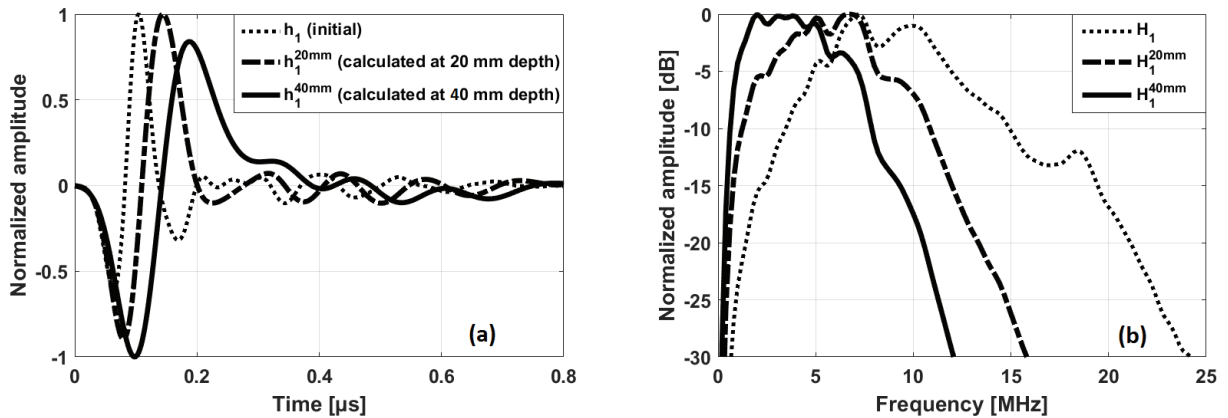 Normalized amplitude
1
0.5
0
-0.5
-1
h1 (initial)
h1^20mm (calculated at 20 mm depth)
h1^40mm (calculated at 40 mm depth)
(a)
0
0.2
0.4
0.6
0.8
Time [µs]
Normalized amplitude [dB]
0
-5
-10
-15
-20
-25
-30
H1
H1^20mm
H1^40mm
(b)
0
5
10
15
20
25
Frequency [MHz]